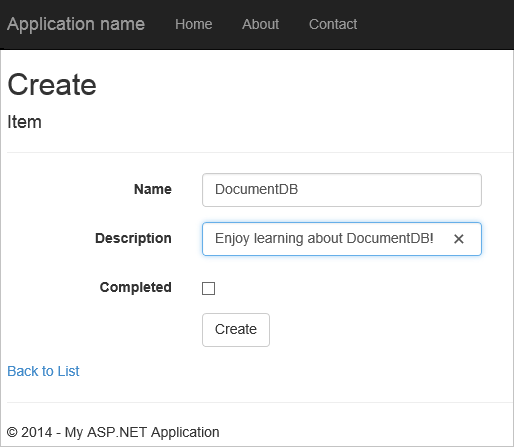 Application name Home About Contact
Create
Item
Name DocumentDB
Description Enjoy learning about DocumentDB!
Completed
Create
Back to List
© 2014 - My ASP.NET Application